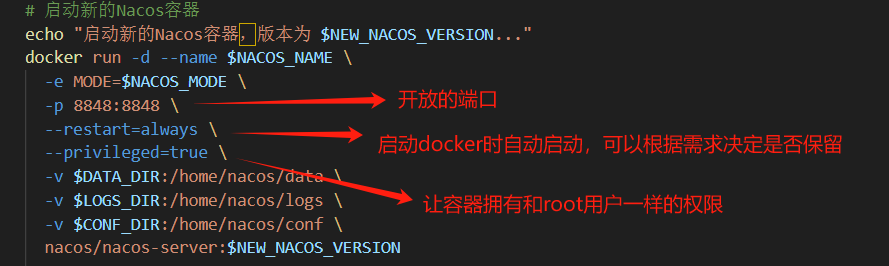 # 启动新的Nacos容器
echo "启动新的Nacos容器，版本为 $NEW_NACOS_VERSION..."
docker run -d --name $NACOS_NAME \
-e MODE=$NACOS_MODE \
-p 8848:8848 \
开放的端口
--restart=always \
启动docker时自动启动，可以根据需求决定是否保留
--privileged=true \
-v $DATA_DIR:/home/nacos/data \
-v $LOGS_DIR:/home/nacos/logs \
让容器拥有和root用户一样的权限
-v $CONF_DIR:/home/nacos/conf \
nacos/nacos-server:$NEW_NACOS_VERSION